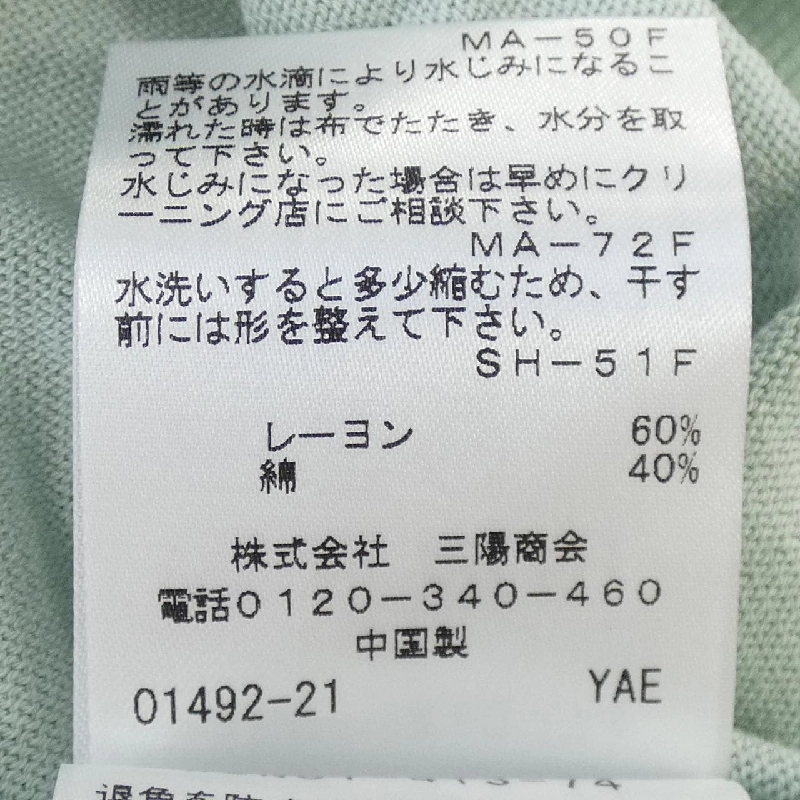 MA-50F
雨等の水滴により水じみになるこ
とがあります。
濡れた時は布でたたき、水分を取
って下さい。
水じみになった場合は早めにクリ
ーニング店にご相談下さい。
MA-72F
水洗いすると多少縮むため、干す
前には形を整えて下さい。
SH-51F
レーヨン 60%
綿 40%
株式会社 三陽商会
電話0120-340-460
中国製
01492-21 YAE